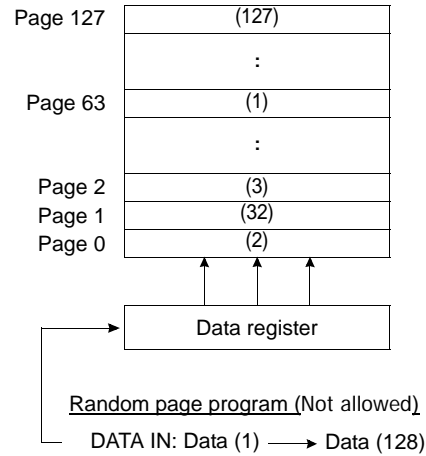 Page 127 (127)
:
Page 63 (1)
:
Page 2 (3)
Page 1 (32)
Page 0 (2)
Data register
Random page program (Not allowed)
DATA IN: Data (1) Data (128)